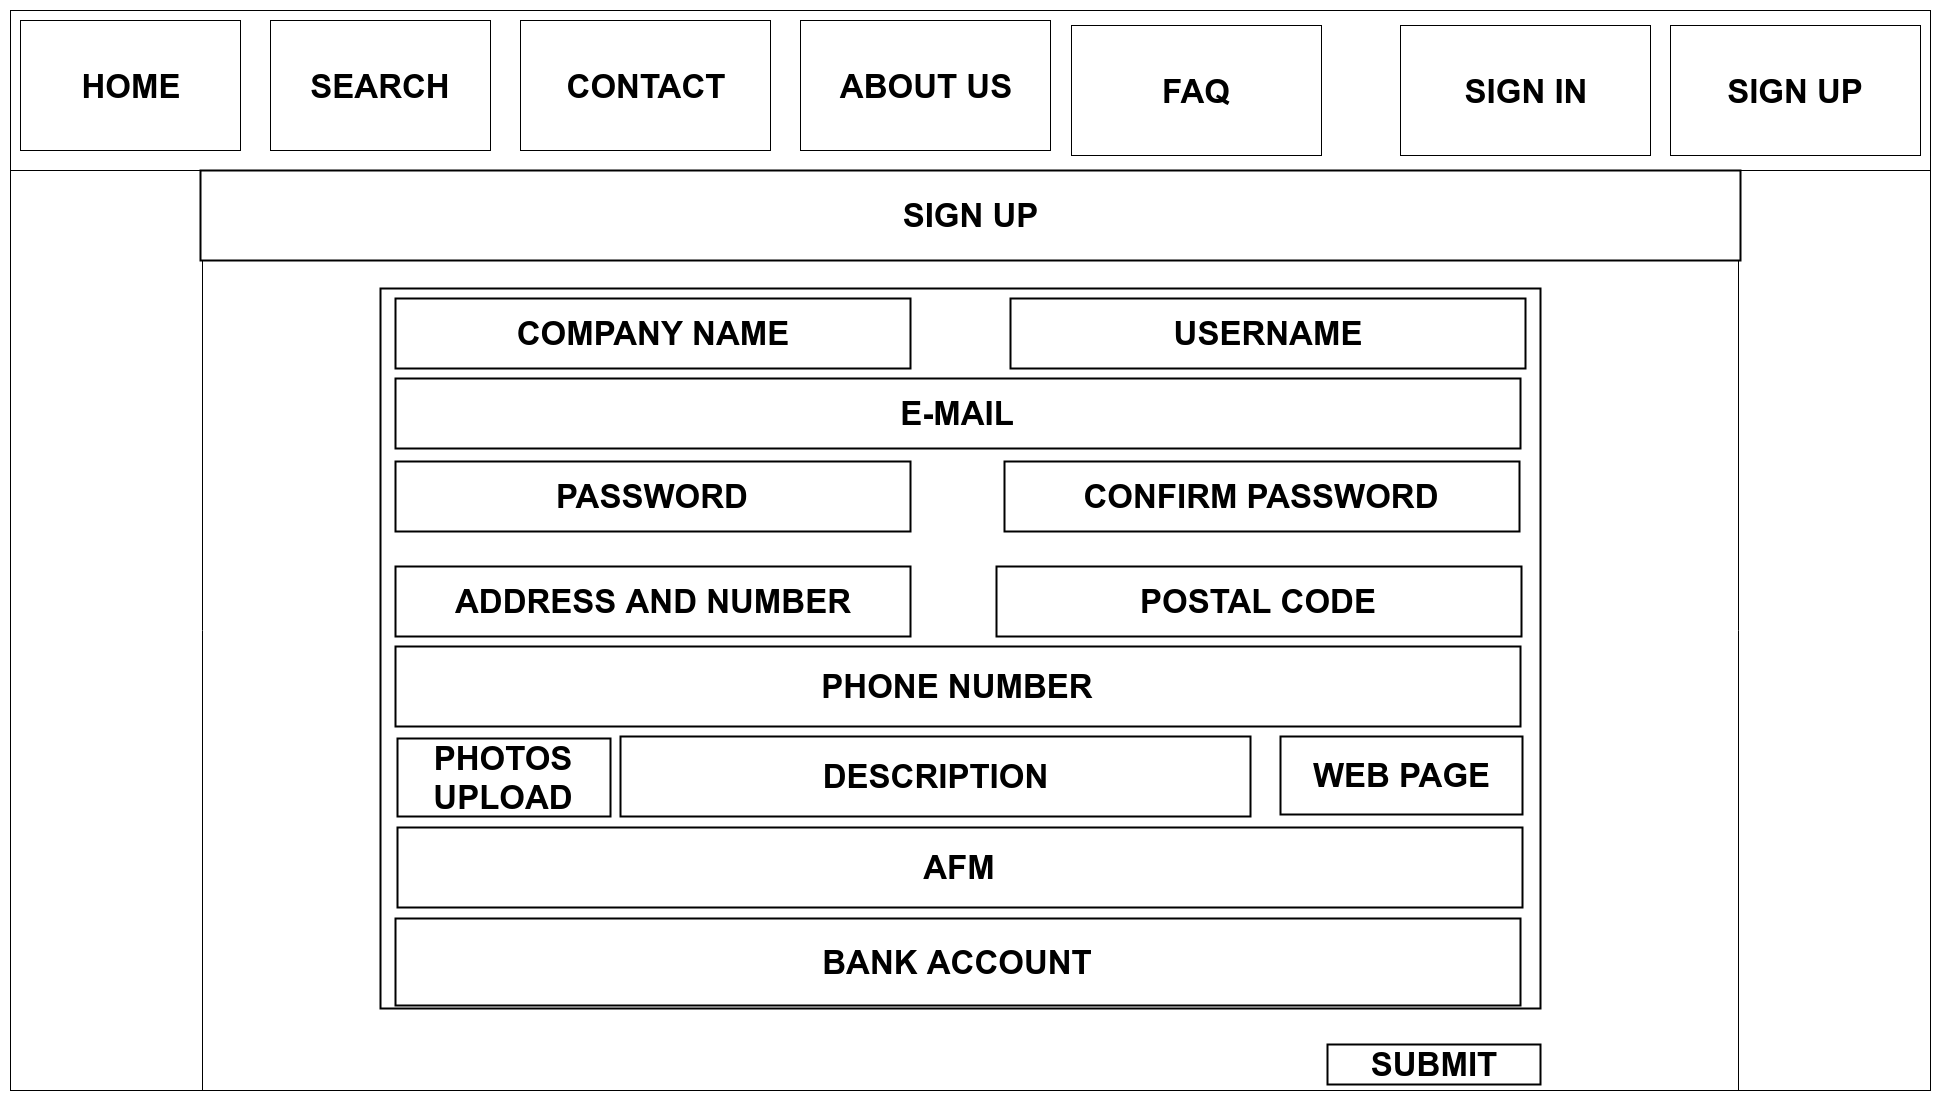 HOME
SEARCH
CONTACT
ABOUT US
FAQ
SIGN IN
SIGN UP
SIGN UP
COMPANY NAME
USERNAME
E-MAIL
PASSWORD
CONFIRM PASSWORD
ADDRESS AND NUMBER
POSTAL CODE
PHONE NUMBER
PHOTOS
UPLOAD
DESCRIPTION
WEB PAGE
AFM
BANK ACCOUNT
SUBMIT